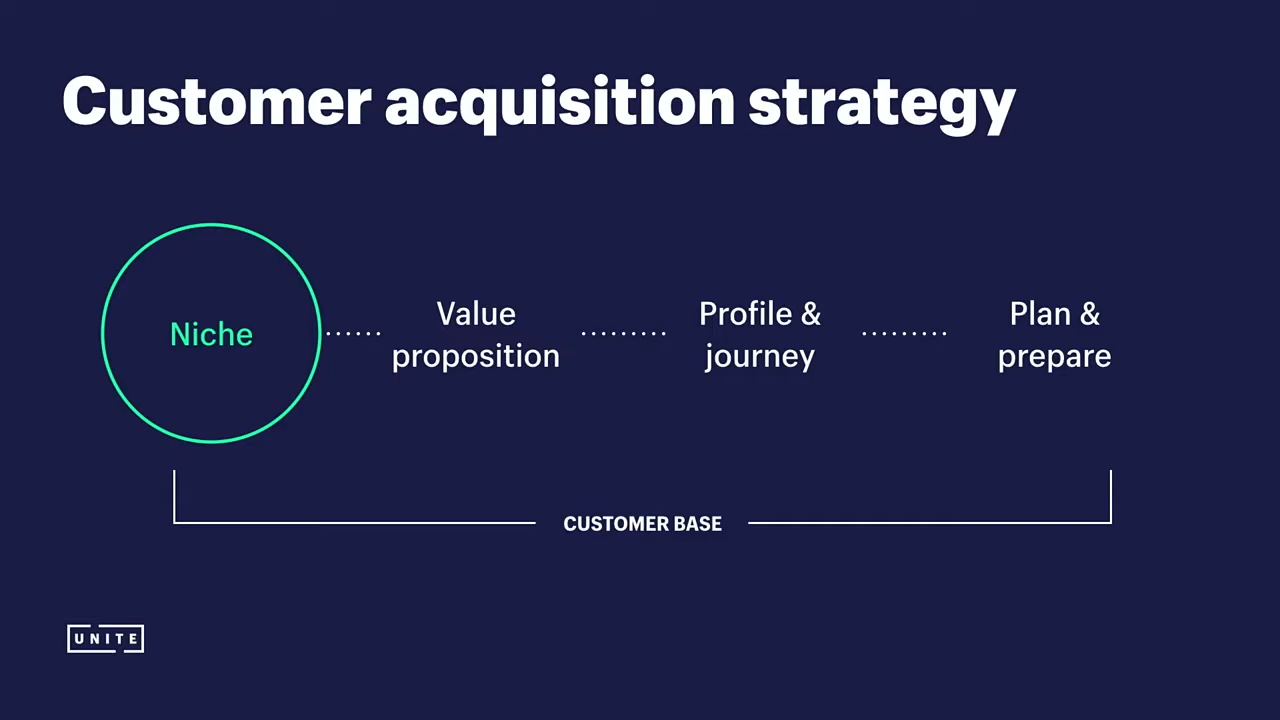 Customer acquisition strategy
Niche
Value
proposition
Profile &
journey
Plan &
prepare
CUSTOMER BASE
UNITE